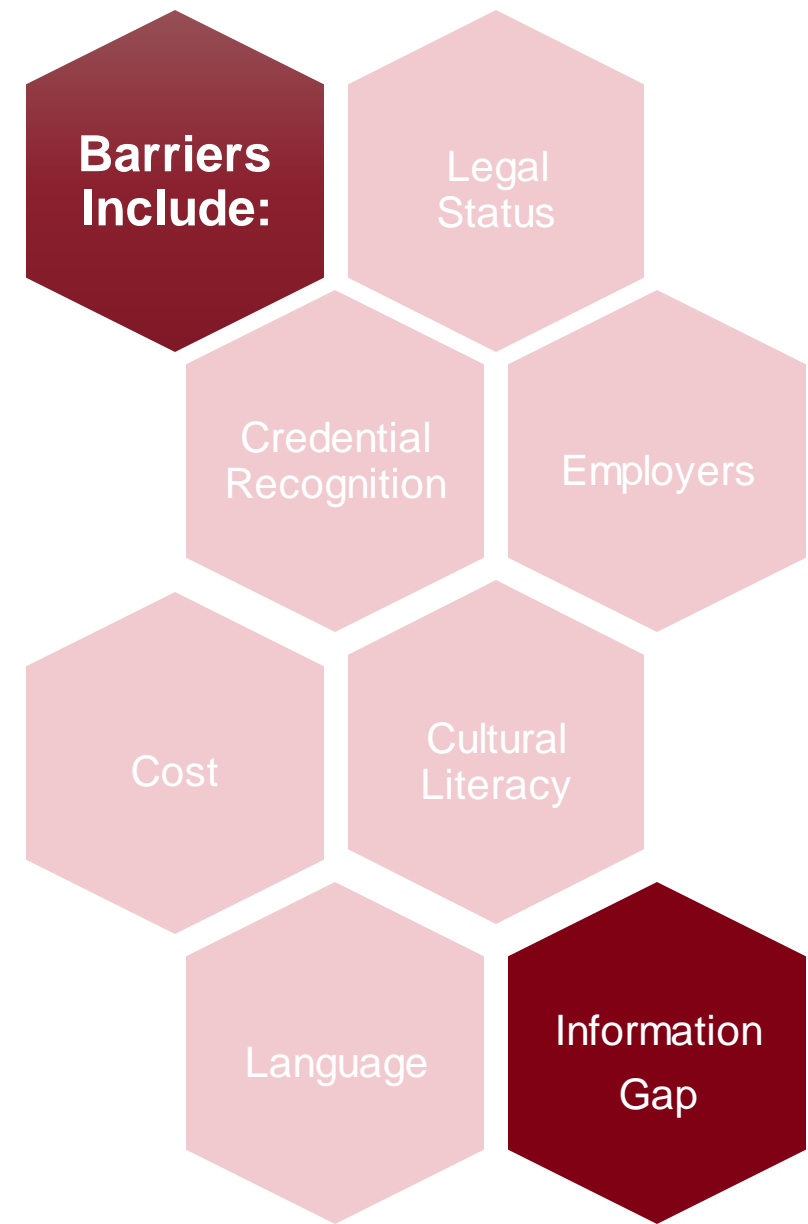 Barriers
Include:
Legal
Status
Credential
Recognition
Employers
Cost
Cultural
Literacy
Language
Information
Gap